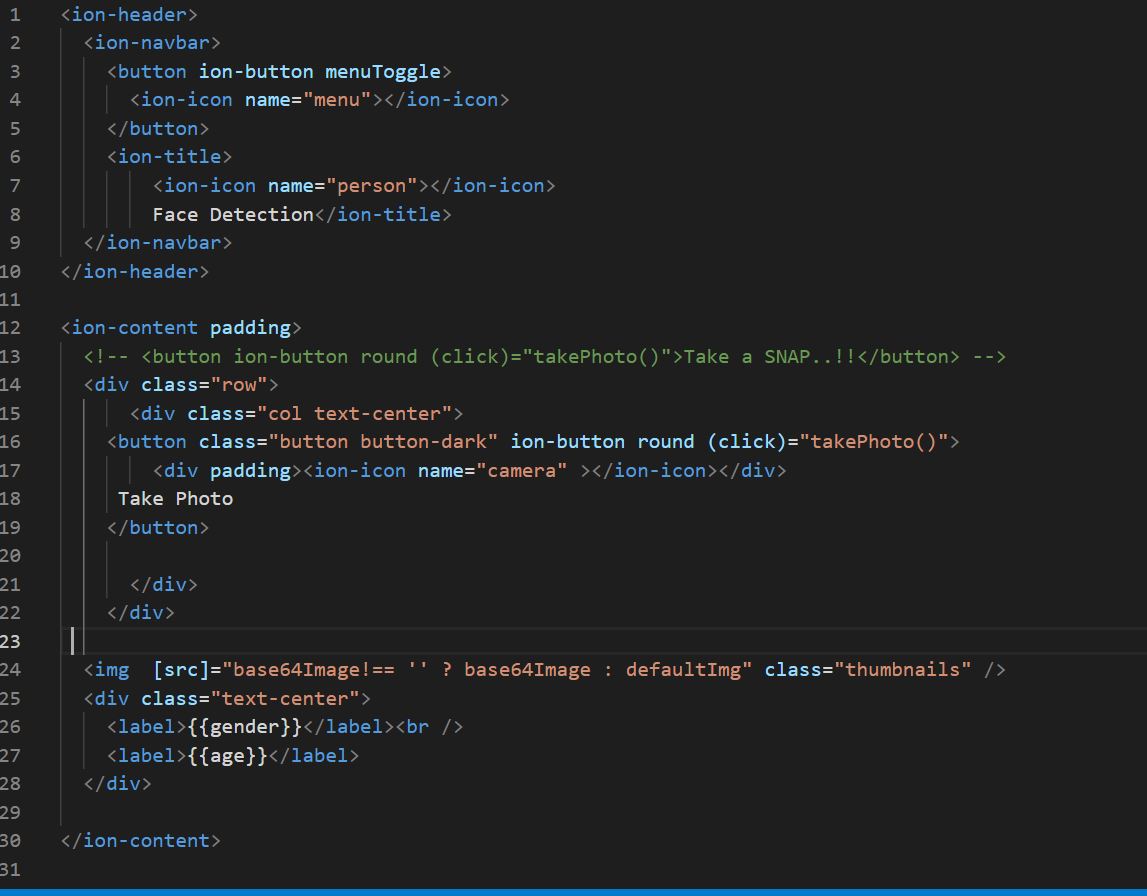 1 <ion-header>
2 <ion-navbar>
3 <button ion-button menuToggle>
4 <ion-icon name="menu"></ion-icon>
5 </button>
6 <ion-title>
7 <ion-icon name="person"></ion-icon>
8 Face Detection</ion-title>
9 </ion-navbar>
10 </ion-header>
11
12 <ion-content padding>
13 <!-- <button ion-button round (click)="takePhoto()">Take a SNAP..!!</button> -->
14 <div class="row">
15 <div class="col text-center">
16 <button class="button button-dark" ion-button round (click)="takePhoto()">
17 <div padding><ion-icon name="camera" ></ion-icon></div>
18 Take Photo
19 </button>
20
21 </div>
22 </div>
23
24 <img  [src]="base64Image!== '' ? base64Image : defaultImg" class="thumbnails" />
25 <div class="text-center">
26 <label>{{gender}}</label><br />
27 <label>{{age}}</label>
28 </div>
29
30 </ion-content>
31